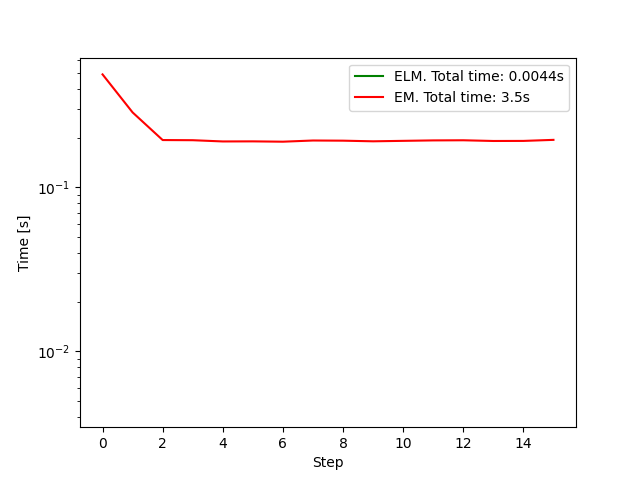 ELM. Total time: 0.0044s
EM. Total time: 3.5s
10⁻¹
10⁻²
Time [s]
0 2 4 6 8 10 12 14
Step